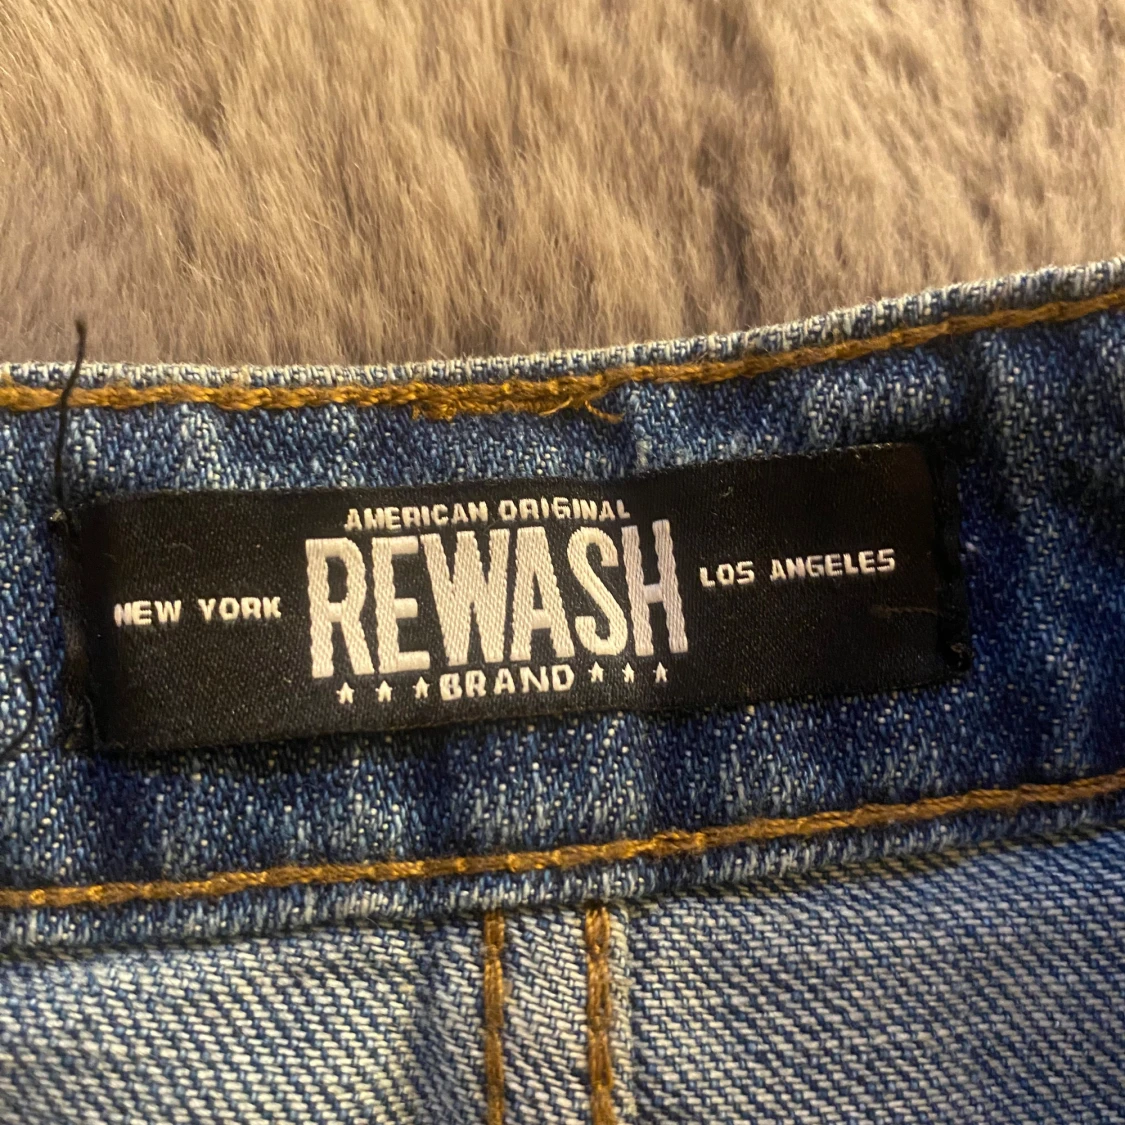 AMERICAN ORIGINAL
NEW YORK REWASH LOS ANGELES
★ ★ ★ BRAND ★ ★ ★